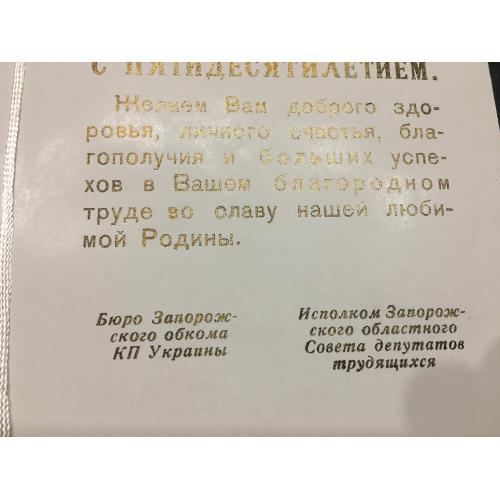 С ПЯТИДЕСЯТИЛЕТИЕМ.
Желаем Вам доброго здо-
ровья, личного счастья, бла-
гополучия и больших успе-
хов в Вашем благородном
труде во славу нашей люби-
мой Родины.
Бюро Запорож-
ского обкома
КП Украины
Исполком Запорож-
ского областного
Совета депутатов
трудящихся